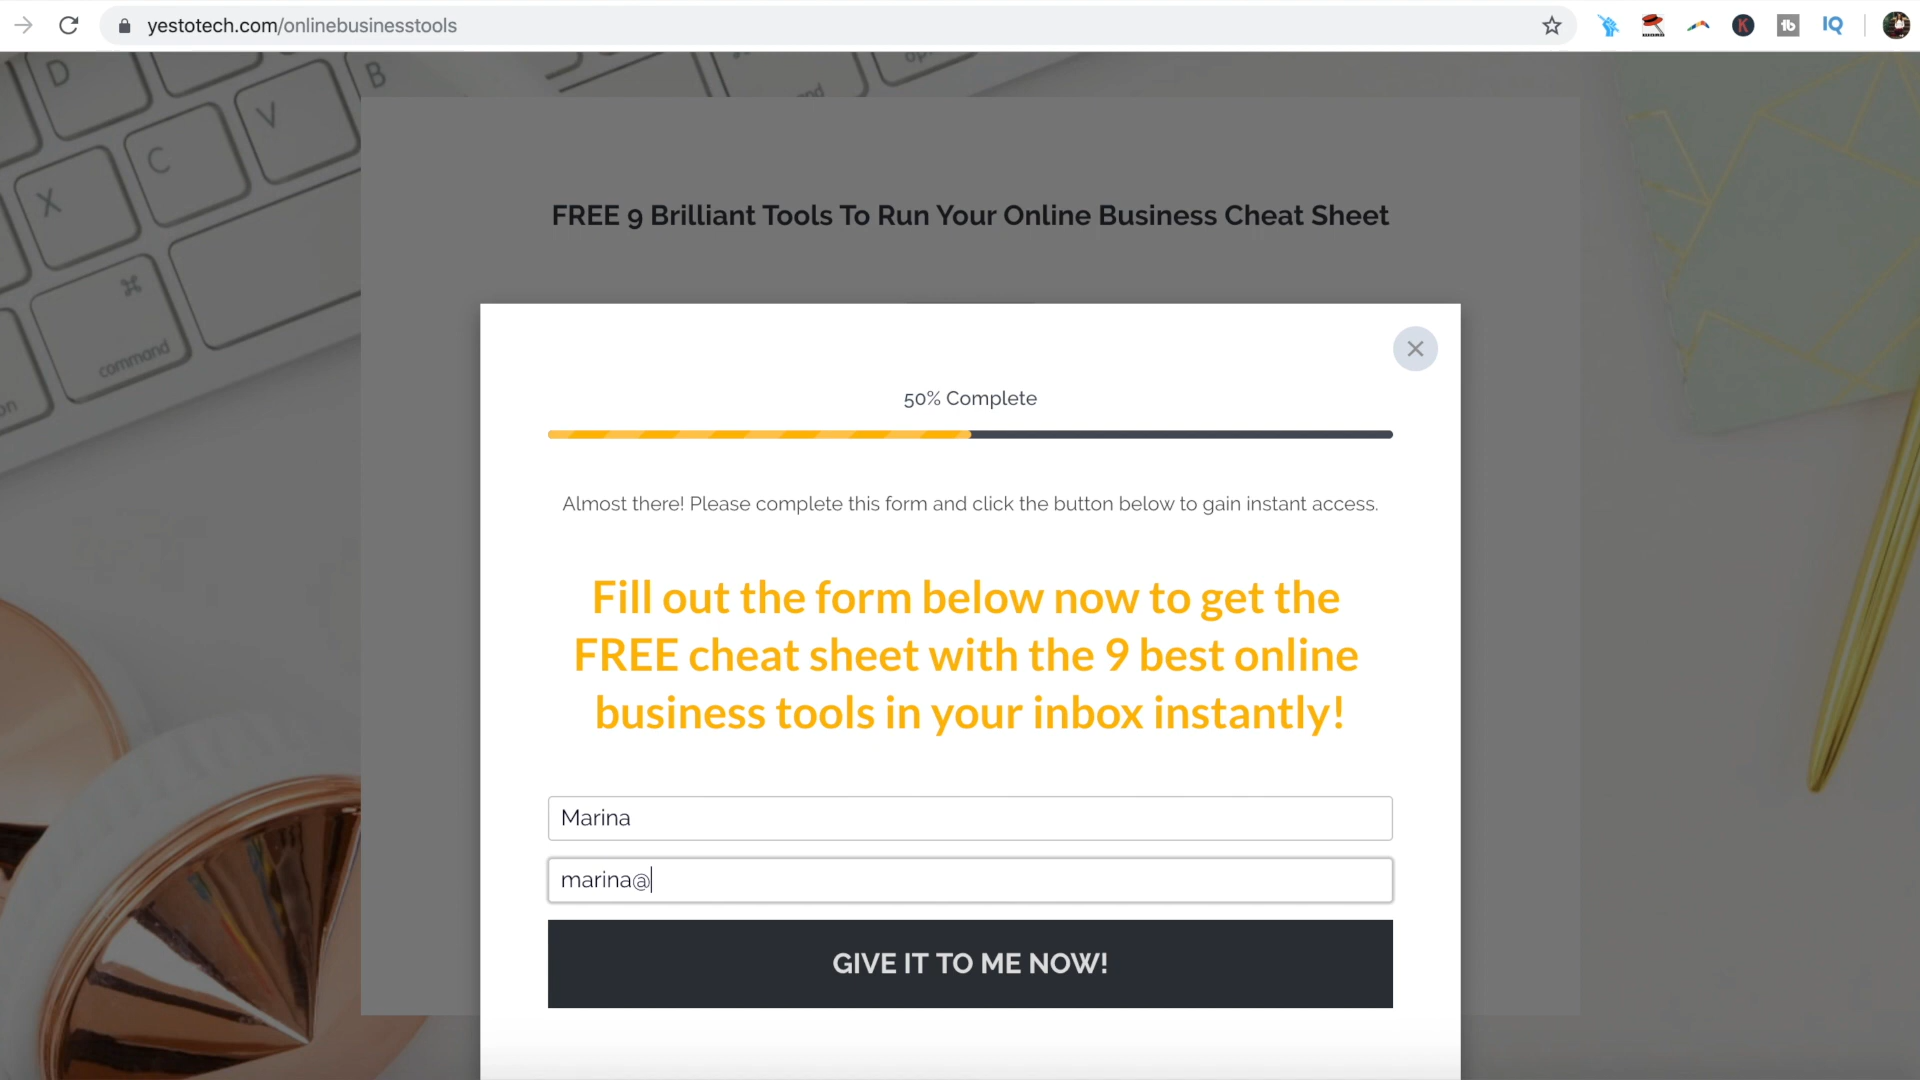 yestotech.com/onlinebusinesstools
K
tb
IQ
D
B
V
C
X
⌘
command
FREE 9 Brilliant Tools To Run Your Online Business Cheat Sheet
50% Complete
Almost there! Please complete this form and click the button below to gain instant access.
Fill out the form below now to get the
FREE cheat sheet with the 9 best online
business tools in your inbox instantly!
Marina
marina@
GIVE IT TO ME NOW!